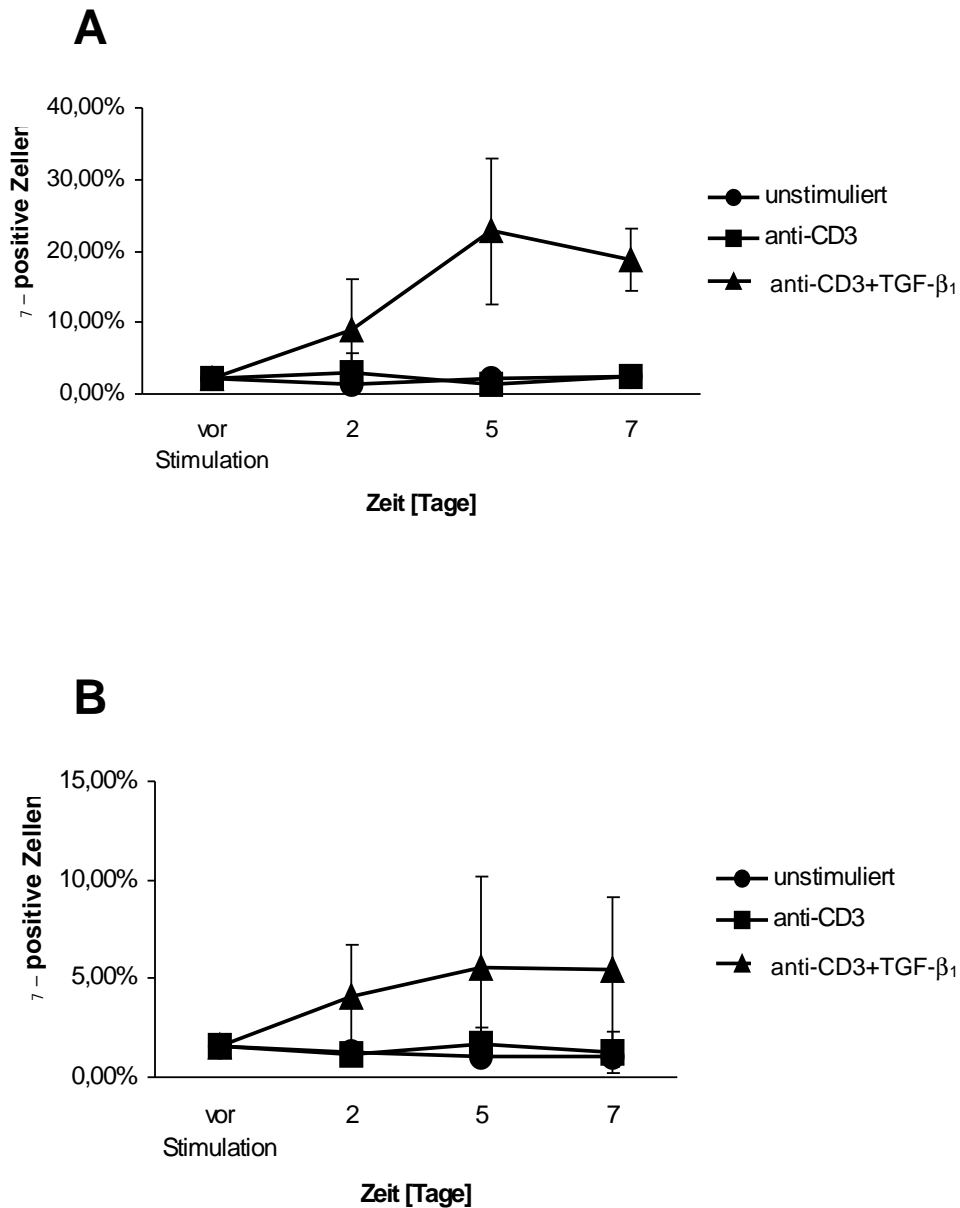 A
40,00%
30,00%
20,00%
10,00%
0,00%
7 – positive Zellen
vor
Stimulation
2
5
7
Zeit [Tage]
unstimuliert
anti-CD3
anti-CD3+TGF-β1
B
15,00%
10,00%
5,00%
0,00%
7 – positive Zellen
vor
Stimulation
2
5
7
Zeit [Tage]
unstimuliert
anti-CD3
anti-CD3+TGF-β1